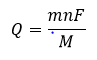 Q = mnF / M